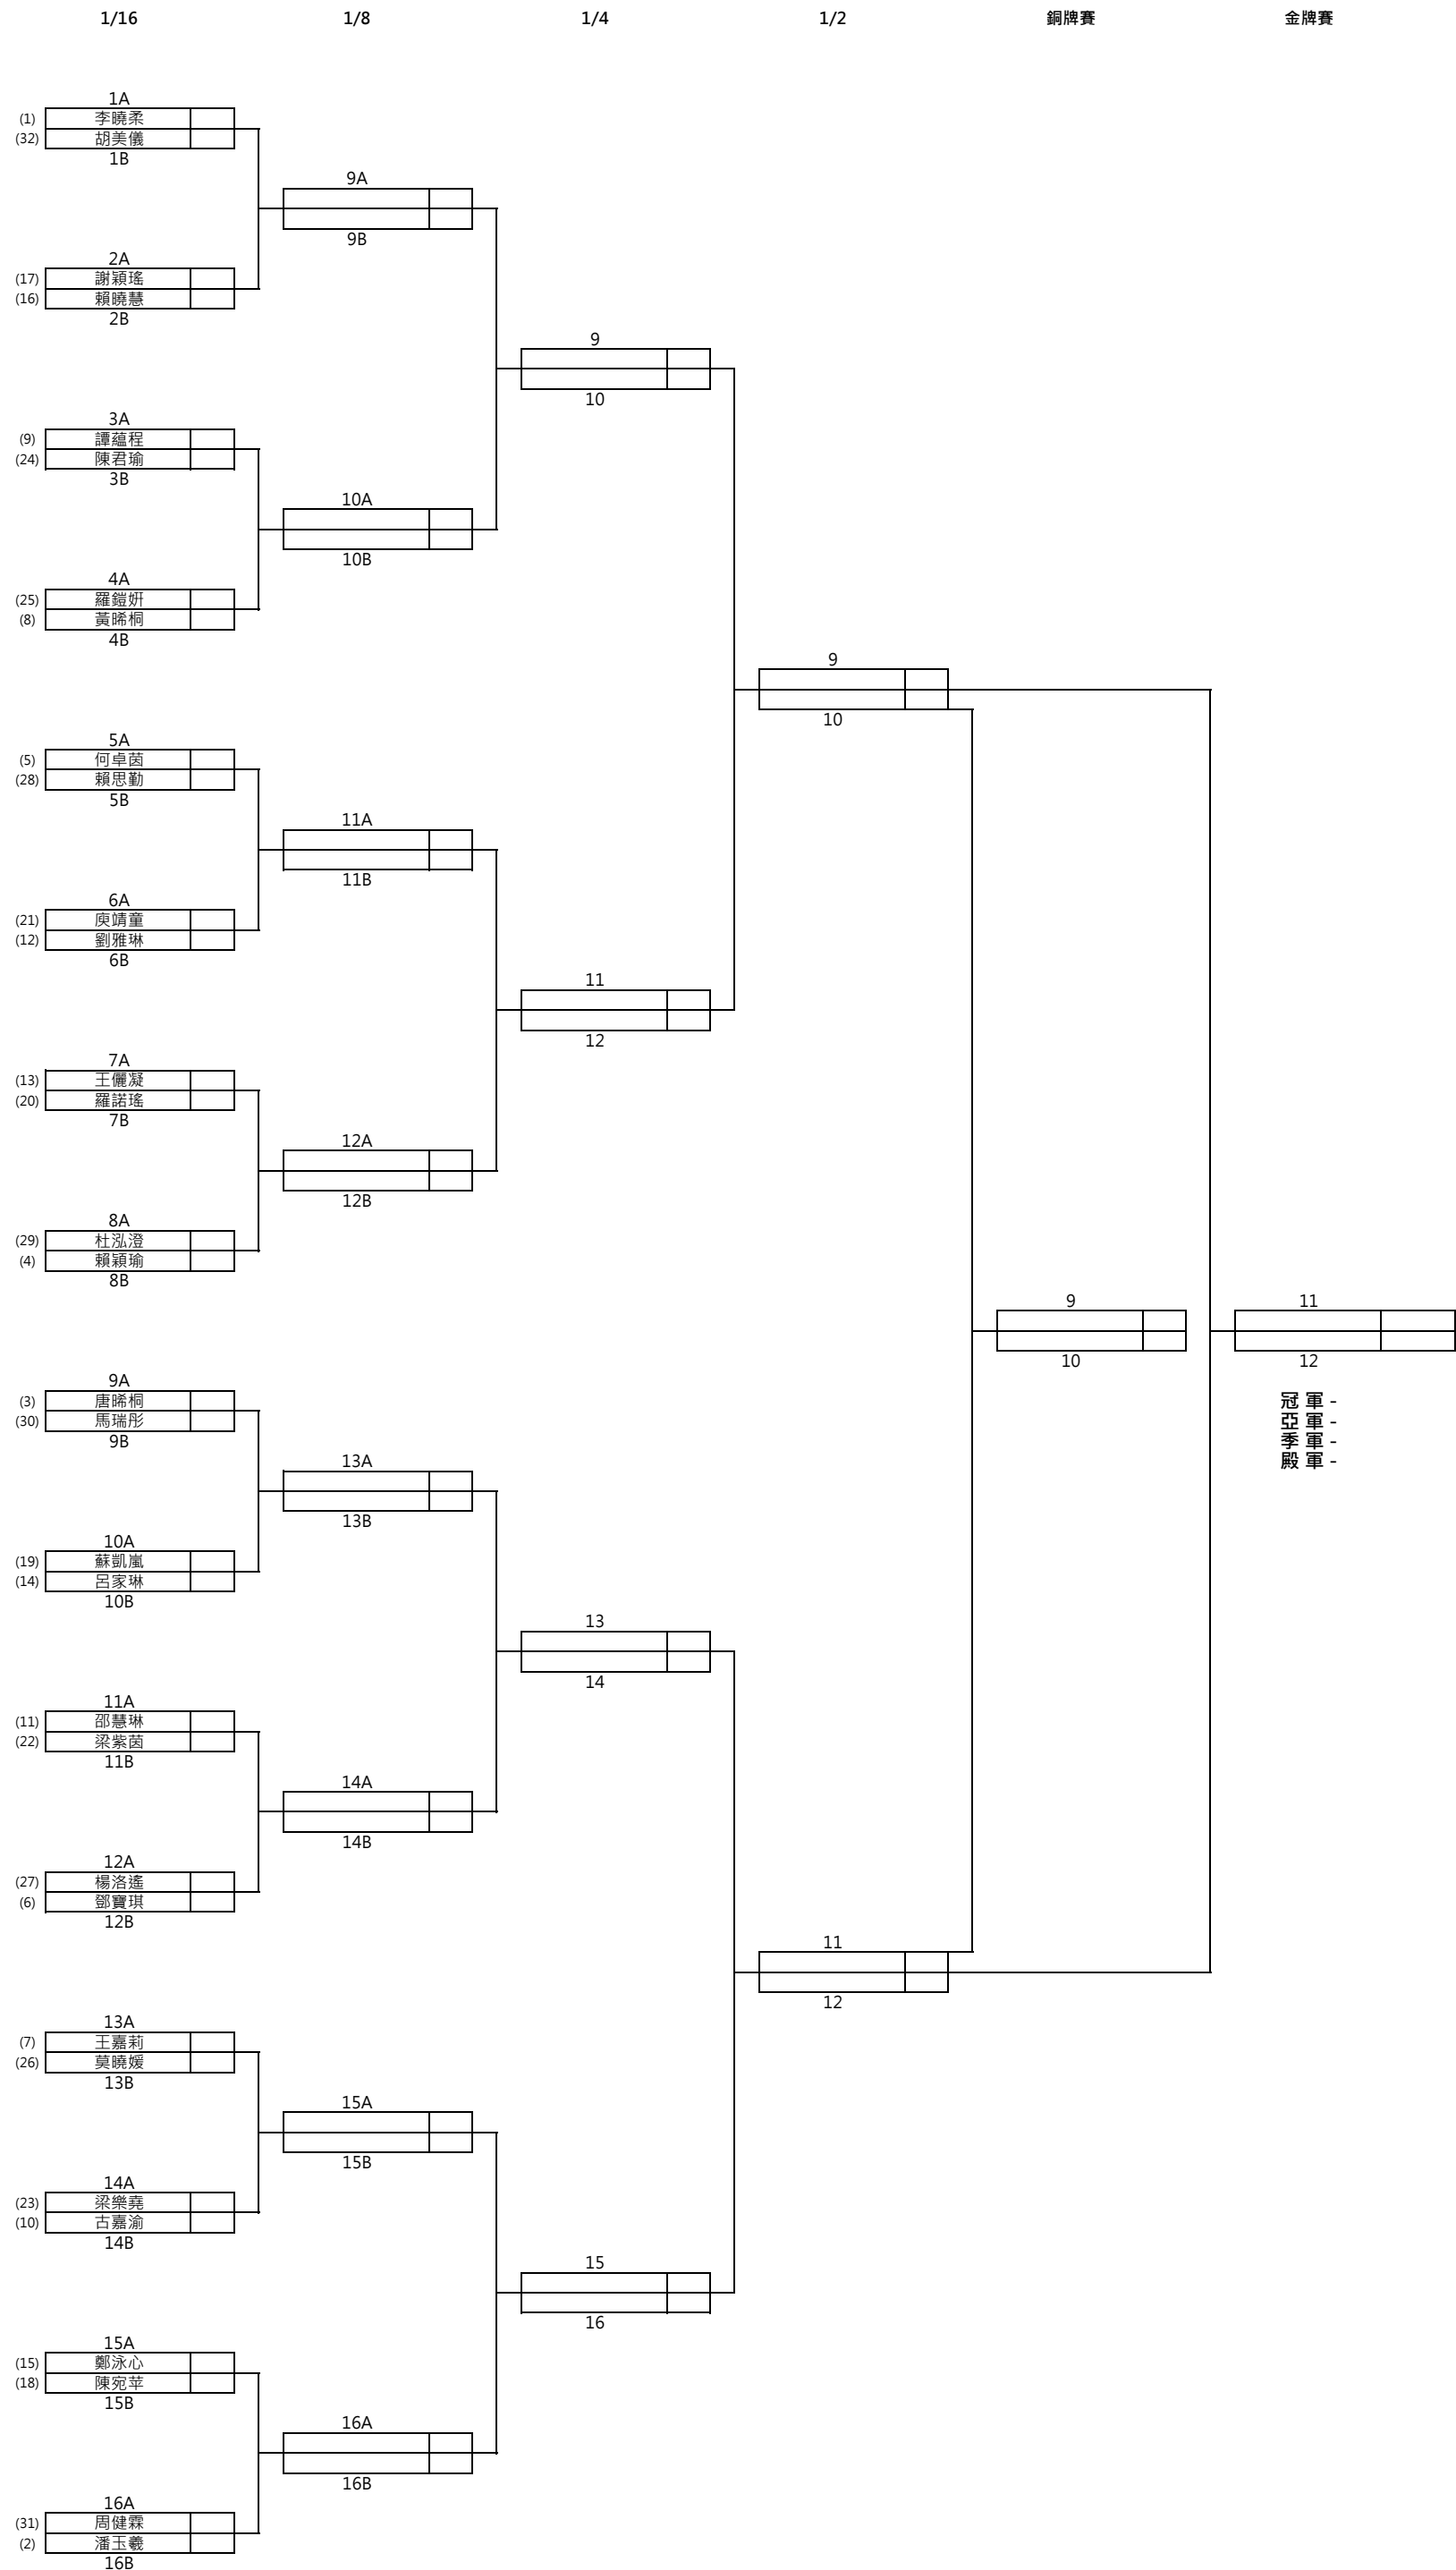 1/16 1/8 1/4 1/2 銅牌賽 金牌賽
1A
(1) 李曉柔
(32) 胡美儀
1B
9A
9B
2A
(17) 謝穎瑤
(16) 賴曉慧
2B
9
10
3A
(9) 譚蘊程
(24) 陳君瑜
3B
10A
10B
4A
(25) 羅鎧妍
(8) 黃晞桐
4B
9
10
5A
(5) 何卓茵
(28) 賴思勤
5B
11A
11B
6A
(21) 庾靖童
(12) 劉雅琳
6B
11
12
7A
(13) 王儷凝
(20) 羅諾瑤
7B
12A
12B
8A
(29) 杜泓澄
(4) 賴穎瑜
8B
9 11
10 12
冠 軍 -
亞 軍 -
季 軍 -
殿 軍 -
9A
(3) 唐晞桐
(30) 馬瑞彤
9B
13A
13B
10A
(19) 蘇凱嵐
(14) 呂家琳
10B
13
14
11A
(11) 邵慧琳
(22) 梁紫茵
11B
14A
14B
12A
(27) 楊洛遙
(6) 鄧寶琪
12B
11
12
13A
(7) 王嘉莉
(26) 莫曉媛
13B
15A
15B
14A
(23) 梁樂堯
(10) 古嘉渝
14B
15
16
15A
(15) 鄭泳心
(18) 陳宛苹
15B
16A
16B
16A
(31) 周健霖
(2) 潘玉羲
16B